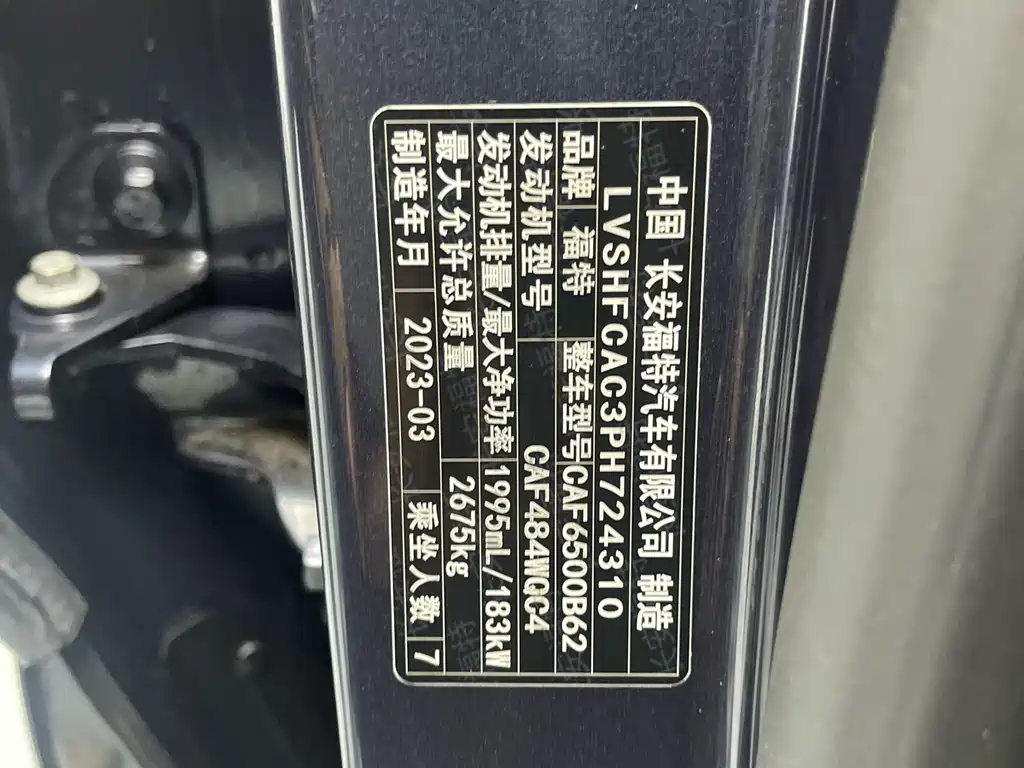 中国 长安福特汽车有限公司 制造
LVSHFCAC3PH724310
品牌 福特 整车型号 CAF6500B62
发动机型号 CAF484WQC4
发动机排量/最大净功率 1995mL/183kW
最大允许总质量 2675kg
制造年月 2023-03 乘坐人数 7